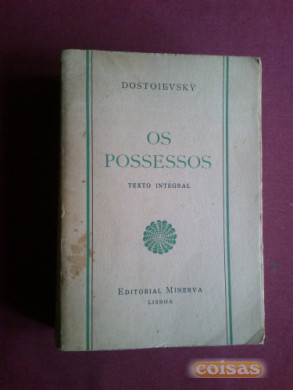 DOSTOIEVSKY
OS
POSSESSOS
TEXTO INTEGRAL
EDITORIAL MINERVA
LISBOA
coisas